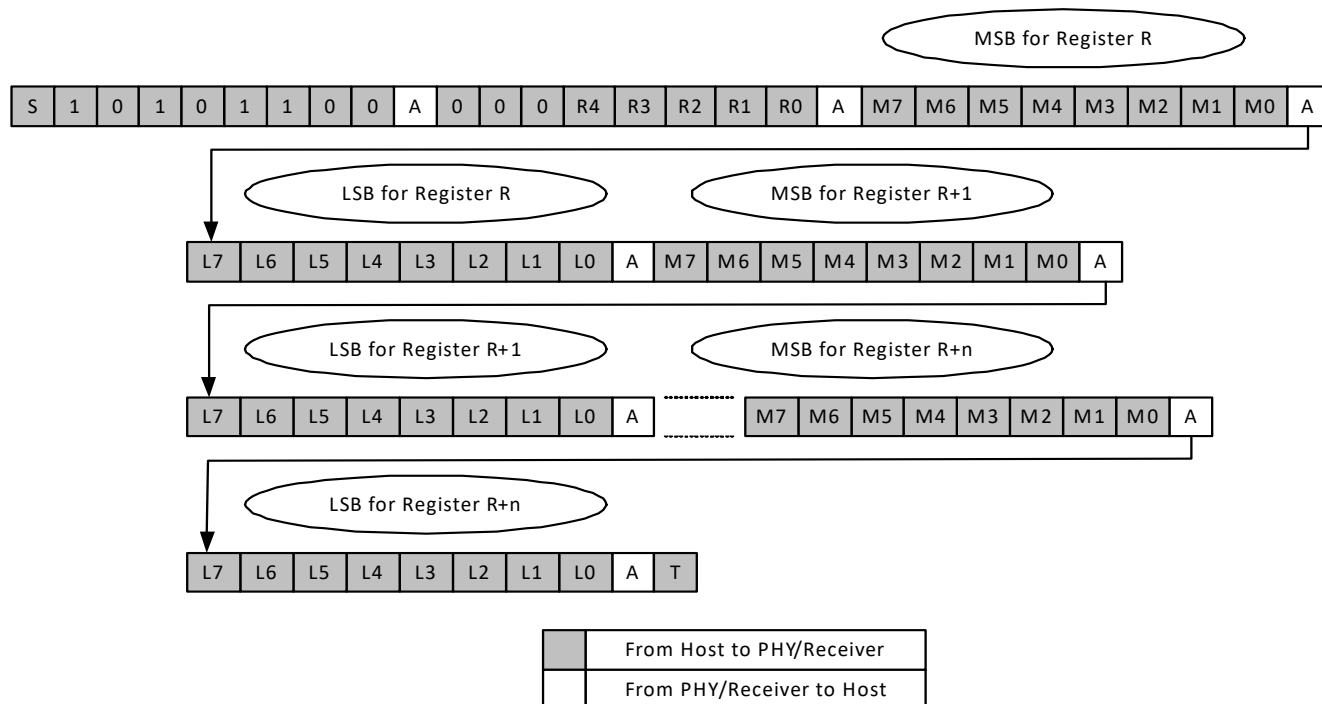 MSB for Register R
S 1 0 1 0 1 1 0 0 A 0 0 0 R4 R3 R2 R1 R0 A M7 M6 M5 M4 M3 M2 M1 M0 A
LSB for Register R MSB for Register R+1
L7 L6 L5 L4 L3 L2 L1 L0 A M7 M6 M5 M4 M3 M2 M1 M0 A
LSB for Register R+1 MSB for Register R+n
L7 L6 L5 L4 L3 L2 L1 L0 A M7 M6 M5 M4 M3 M2 M1 M0 A
LSB for Register R+n
L7 L6 L5 L4 L3 L2 L1 L0 A T
From Host to PHY/Receiver
From PHY/Receiver to Host